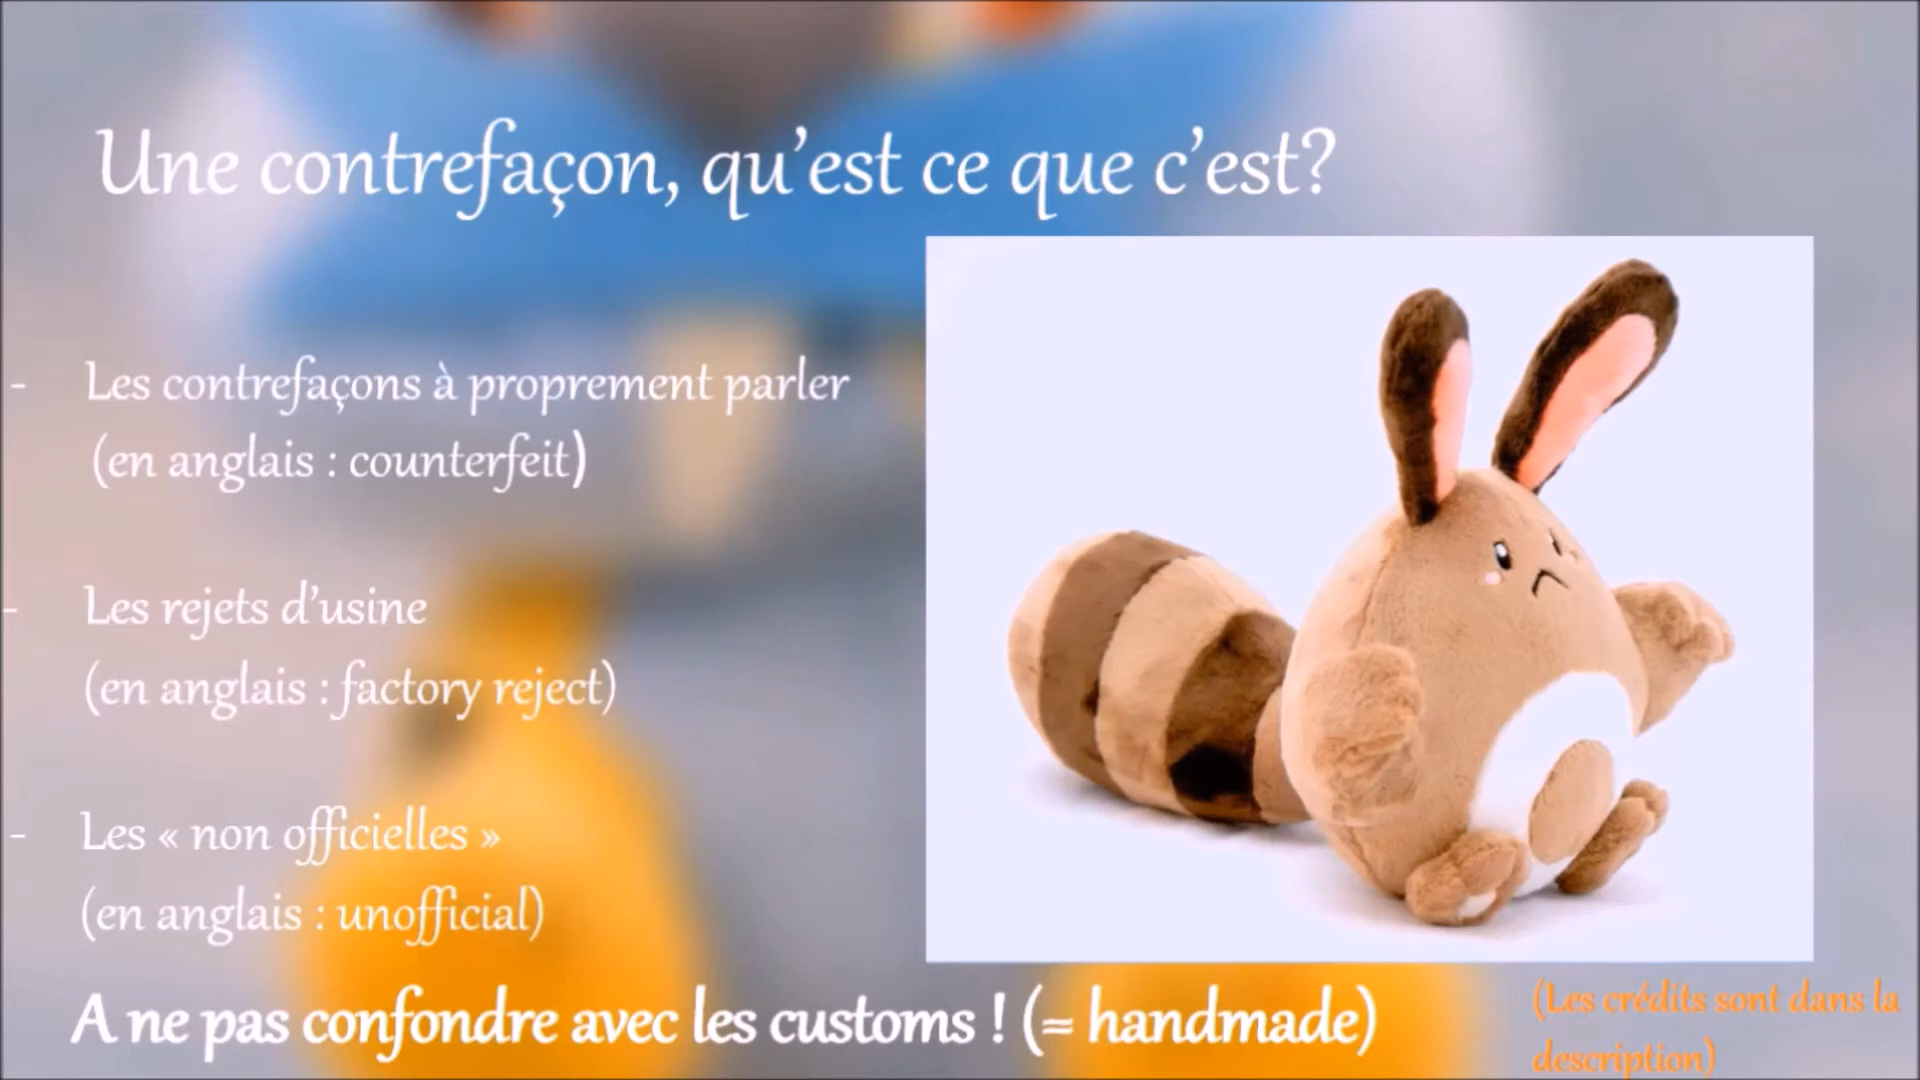 Une contrefaçon, qu’est ce que c’est?
- Les contrefaçons à proprement parler
(en anglais : counterfeit)
- Les rejets d’usine
(en anglais : factory reject)
- Les « non officielles »
(en anglais : unofficial)
A ne pas confondre avec les customs ! (= handmade)
(Les crédits sont dans la
description)